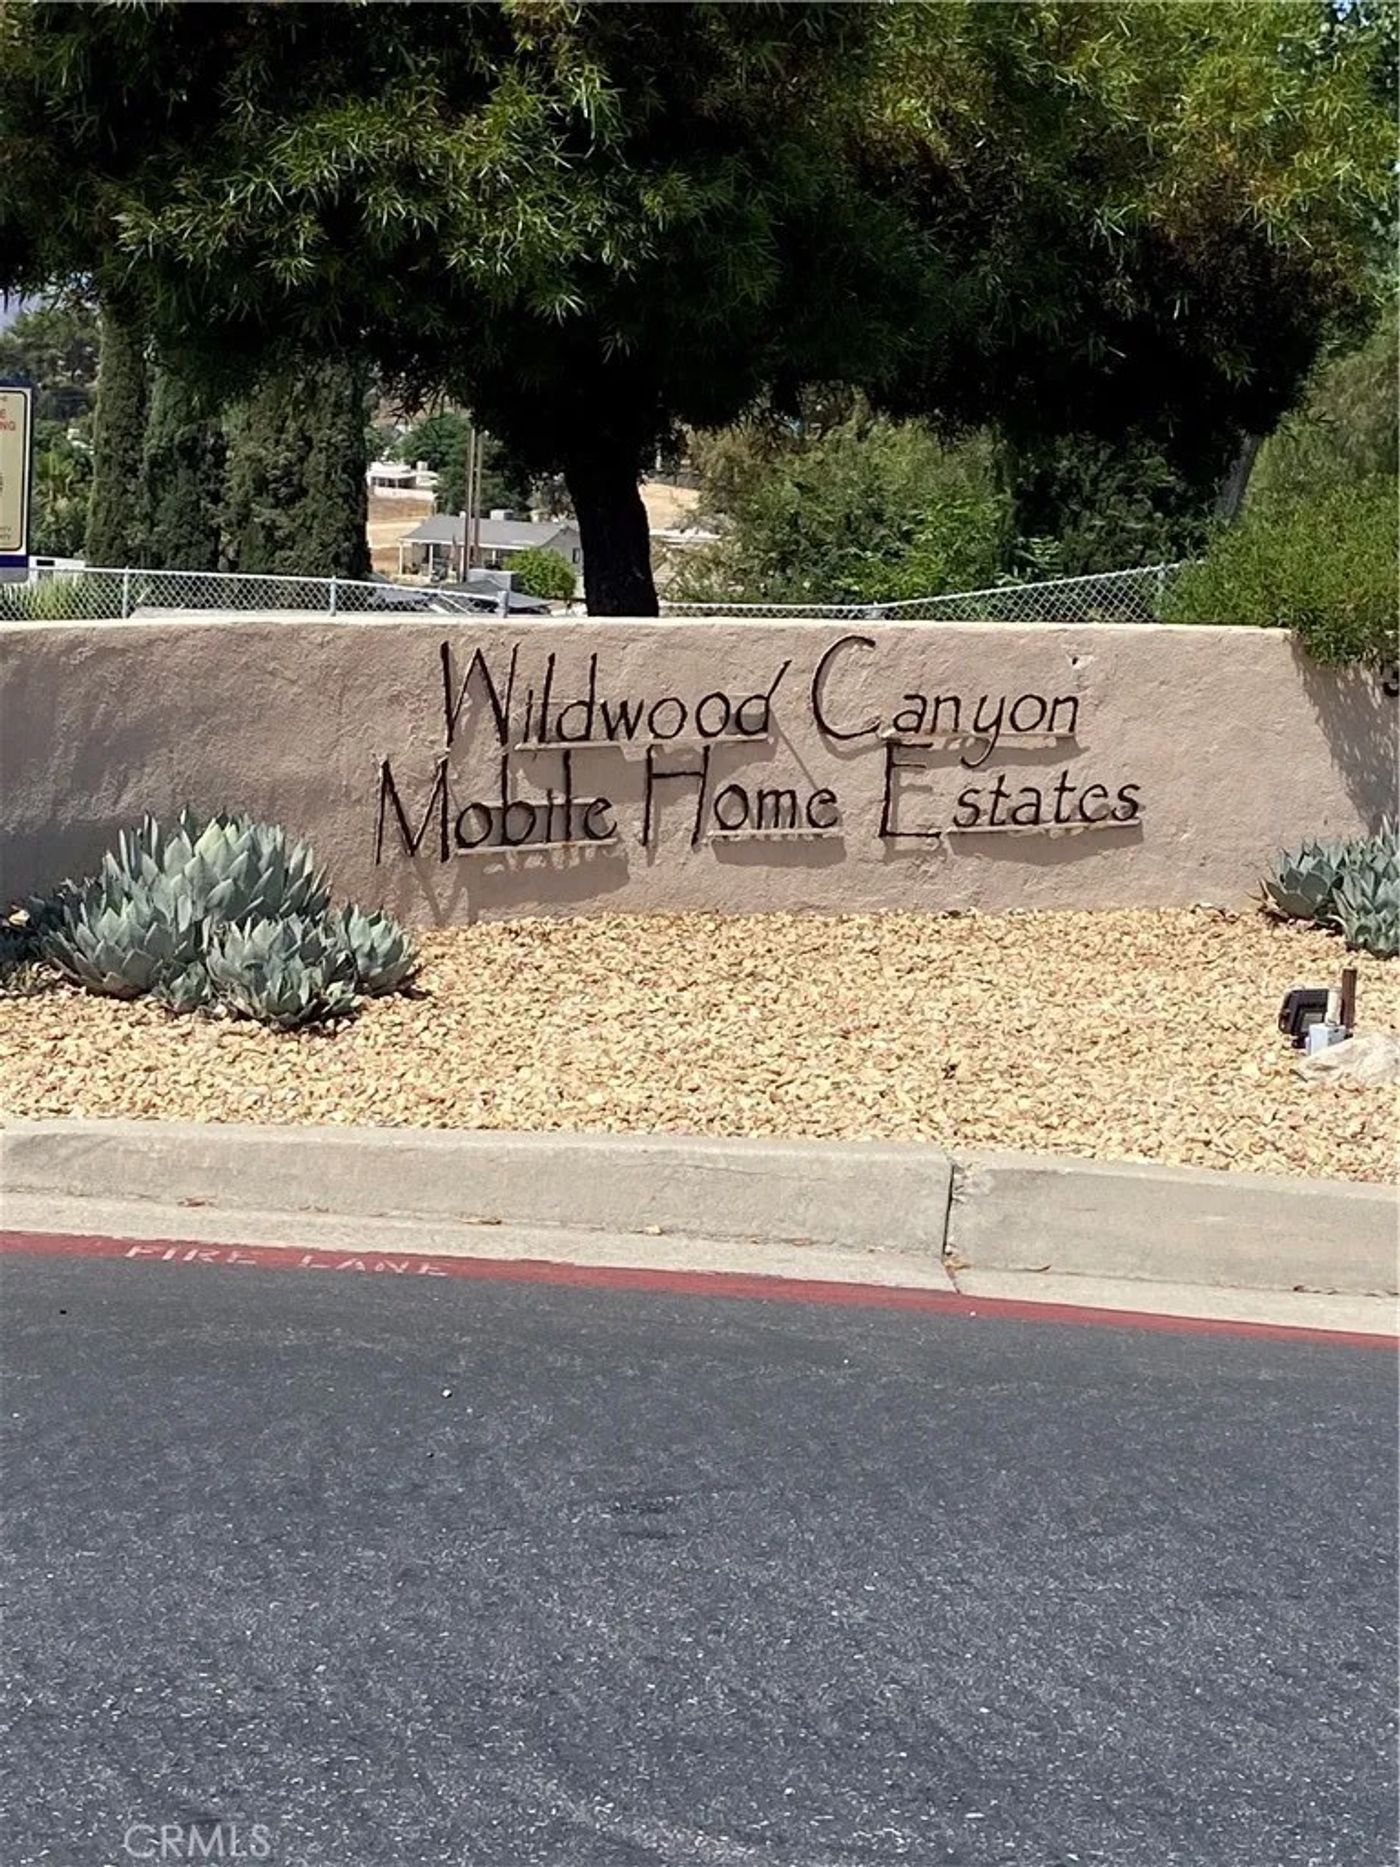 Wildwood Canyon
Mobile Home Estates
FIRE LANE
CRMLS